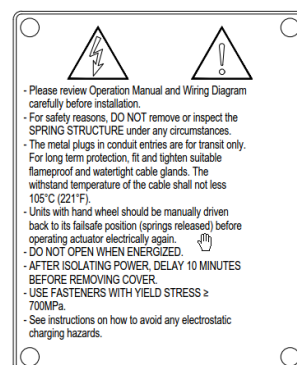 - Please review Operation Manual and Wiring Diagram
carefully before installation.
- For safety reasons, DO NOT remove or inspect the
SPRING STRUCTURE under any circumstances.
- The metal plugs in conduit entries are for transit only.
For long term protection, fit and tighten suitable
flameproof and watertight cable glands. The
withstand temperature of the cable shall not less
105°C (221°F).
- Units with hand wheel should be manually driven
back to its failsafe position (springs released) before
operating actuator electrically again.
- DO NOT OPEN WHEN ENERGIZED.
- AFTER ISOLATING POWER, DELAY 10 MINUTES
BEFORE REMOVING COVER.
- USE FASTENERS WITH YIELD STRESS ≥
700MPa.
- See instructions on how to avoid any electrostatic
charging hazards.